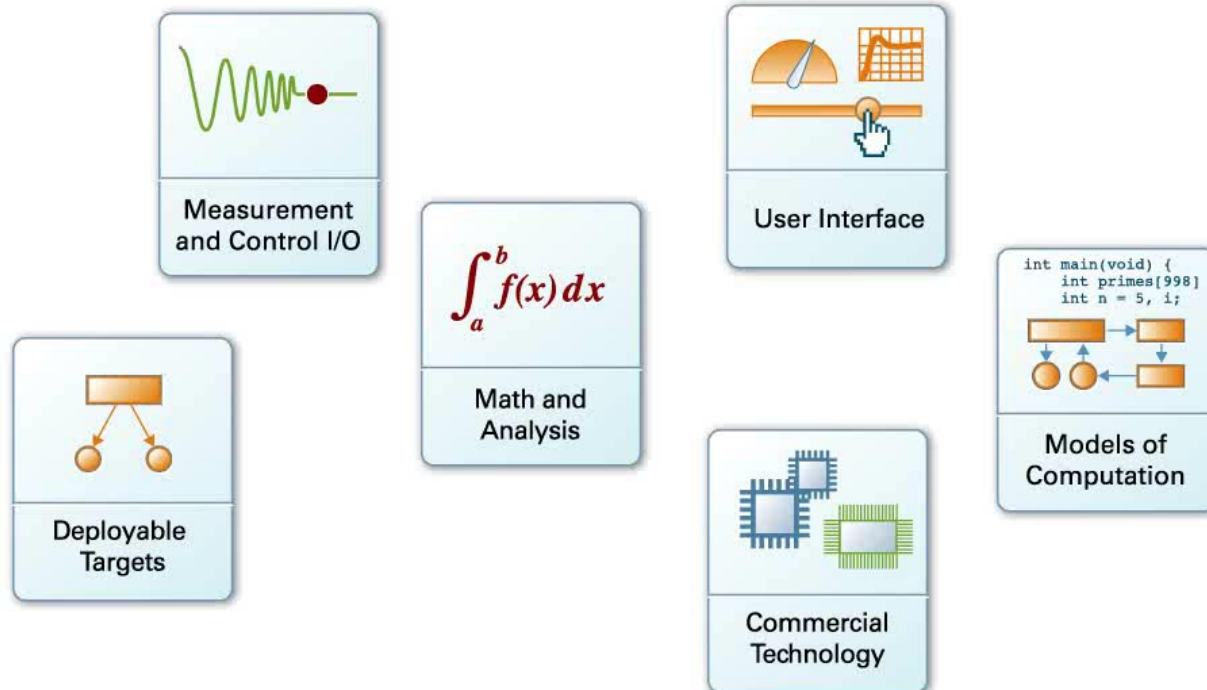 Measurement
and Control I/O
User Interface
∫ₐᵇ f(x) dx
Math and
Analysis
int main(void) {
int primes[998]
int n = 5, i;
Models of
Computation
Deployable
Targets
Commercial
Technology